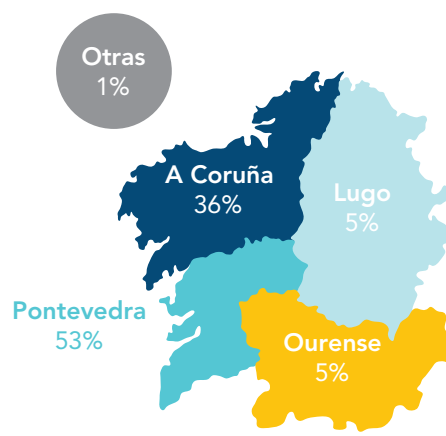 Otras
1%
A Coruña
36%
Lugo
5%
Pontevedra
53%
Ourense
5%